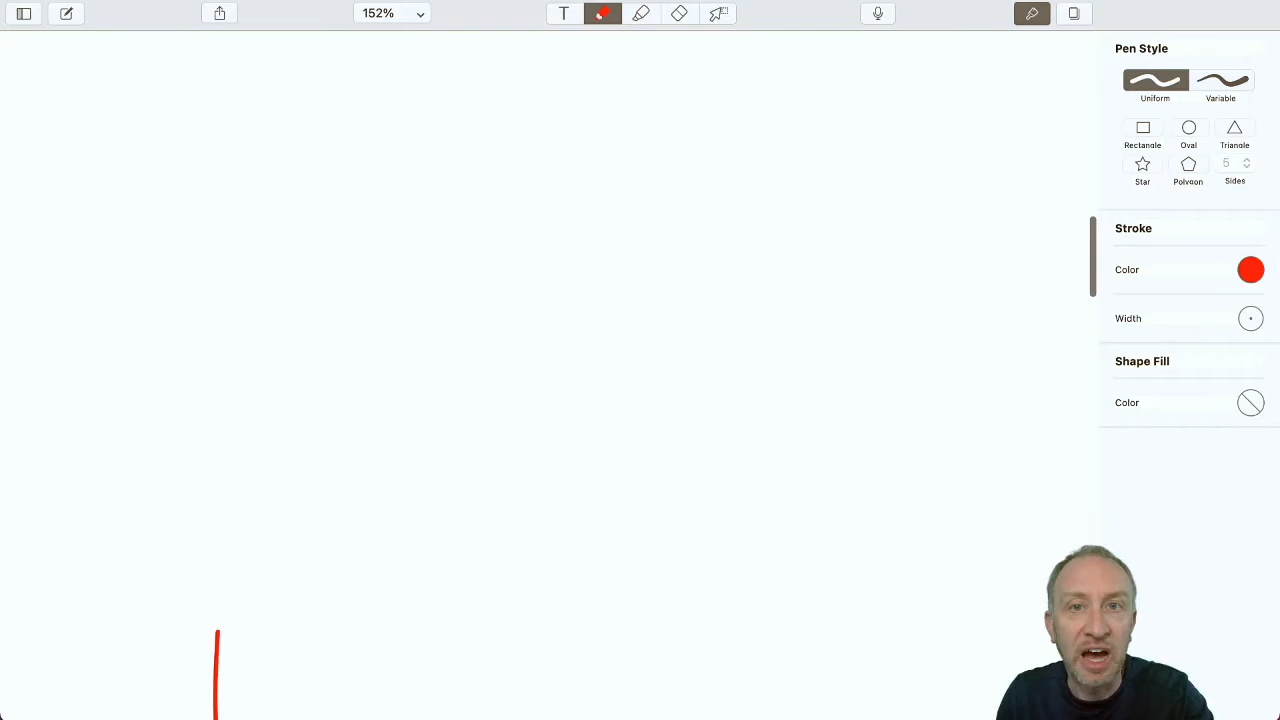 152%
T
Pen Style
Uniform Variable
Rectangle Oval Triangle
5
Star Polygon Sides
Stroke
Color
Width
Shape Fill
Color